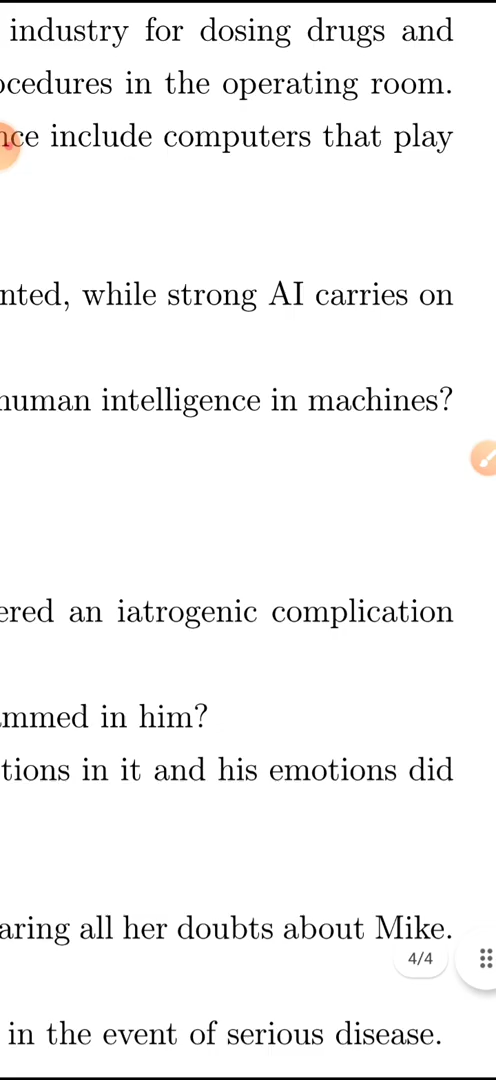 industry for dosing drugs and
ocedures in the operating room.
nce include computers that play
nted, while strong AI carries on
human intelligence in machines?
ered an iatrogenic complication
mmed in him?
tions in it and his emotions did
aring all her doubts about Mike.
4/4
in the event of serious disease.